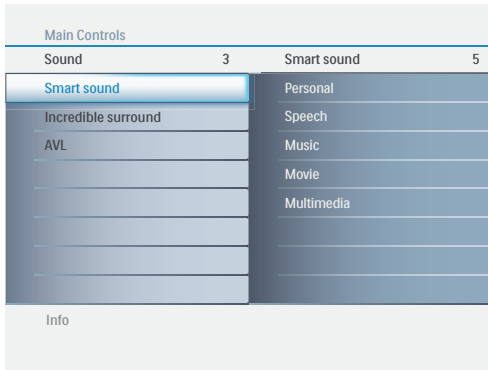 Main Controls
Sound 3 Smart sound 5
Smart sound Personal
Incredible surround Speech
AVL Music
Movie
Multimedia
Info